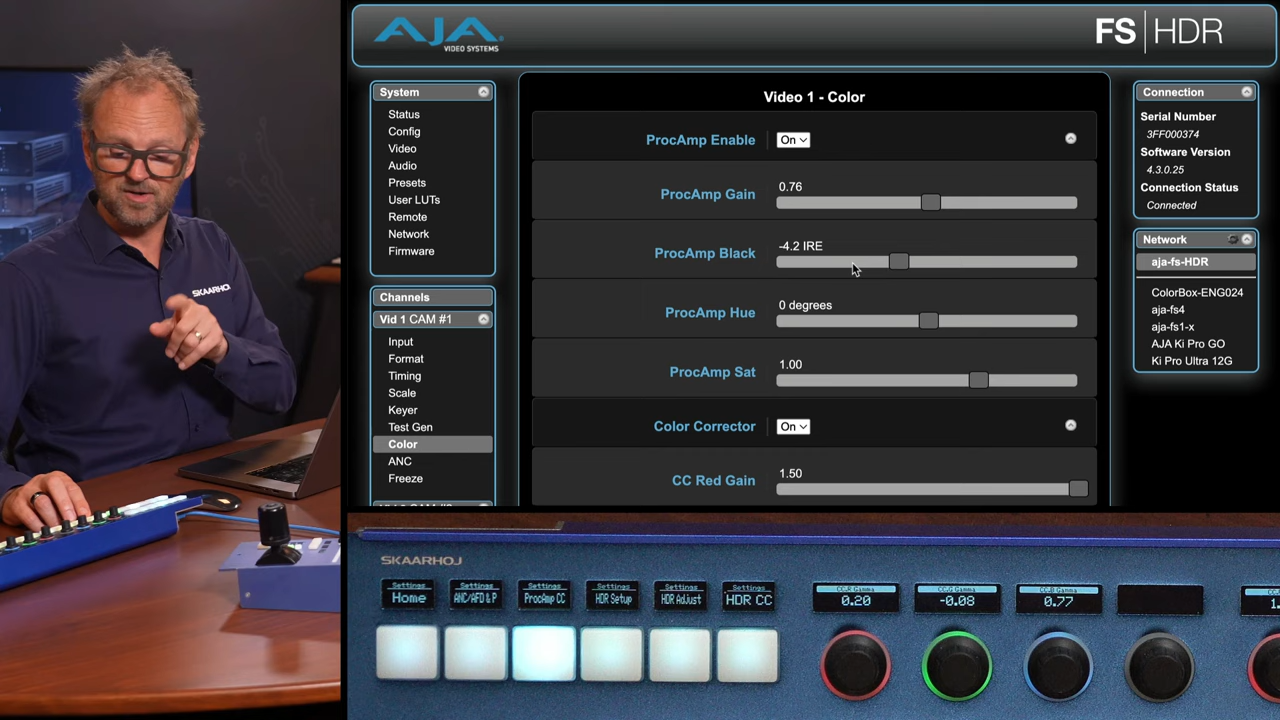 SKAARHOJ
AJA
VIDEO SYSTEMS
FS | HDR
System
Status
Config
Video
Audio
Presets
User LUTs
Remote
Network
Firmware
Channels
Vid 1 CAM #1
Input
Format
Timing
Scale
Keyer
Test Gen
Color
ANC
Freeze
Video 1 - Color
ProcAmp Enable
On
ProcAmp Gain
0.76
ProcAmp Black
-4.2 IRE
ProcAmp Hue
0 degrees
ProcAmp Sat
1.00
Color Corrector
On
CC Red Gain
1.50
Connection
Serial Number
3FF000374
Software Version
4.3.0.25
Connection Status
Connected
Network
aja-fs-HDR
ColorBox-ENG024
aja-fs4
aja-fs1-x
AJA Ki Pro GO
Ki Pro Ultra 12G
SKAARHOJ
Settings
Home
Settings
ANC/AFD & P
Settings
ProcAmp CC
Settings
HDR Setup
Settings
HDR Adjust
Settings
HDR CC
CC R Gamma
0.20
CC G Gamma
-0.08
CC B Gamma
0.77